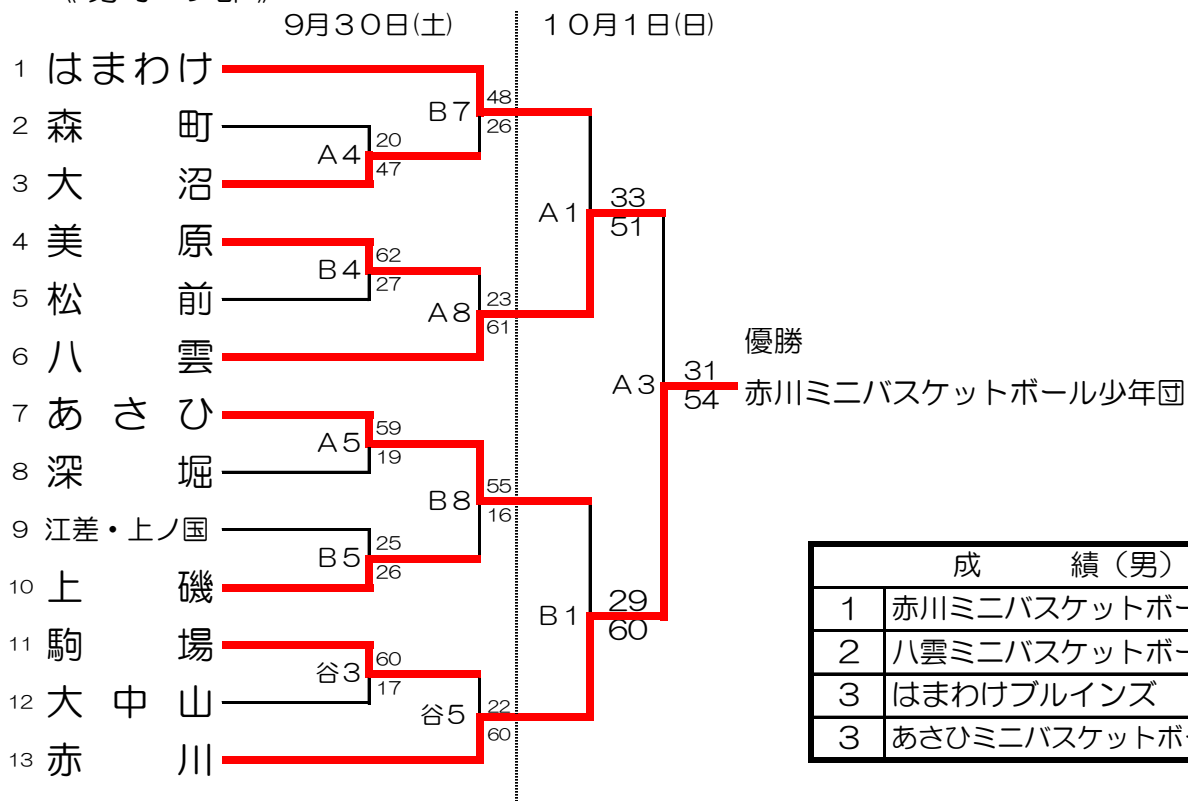 9月30日(土) 10月1日(日)
1 はまわけ
2 森町
3 大沼
4 美原
5 松前
6 八雲
7 あさひ
8 深堀
9 江差・上ノ国
10 上磯
11 駒場
12 大中山
13 赤川
A4 20 47
B4 62 27
A5 59 19
B5 25 26
谷3 60 17
B7 48 26
A8 23 61
B8 55 16
谷5 22 60
A1 33 51
B1 29 60
A3 31 54
優勝
赤川ミニバスケットボール少年団
成績(男)
1 赤川ミニバスケットボー
2 八雲ミニバスケットボー
3 はまわけブルインズ
3 あさひミニバスケットボ